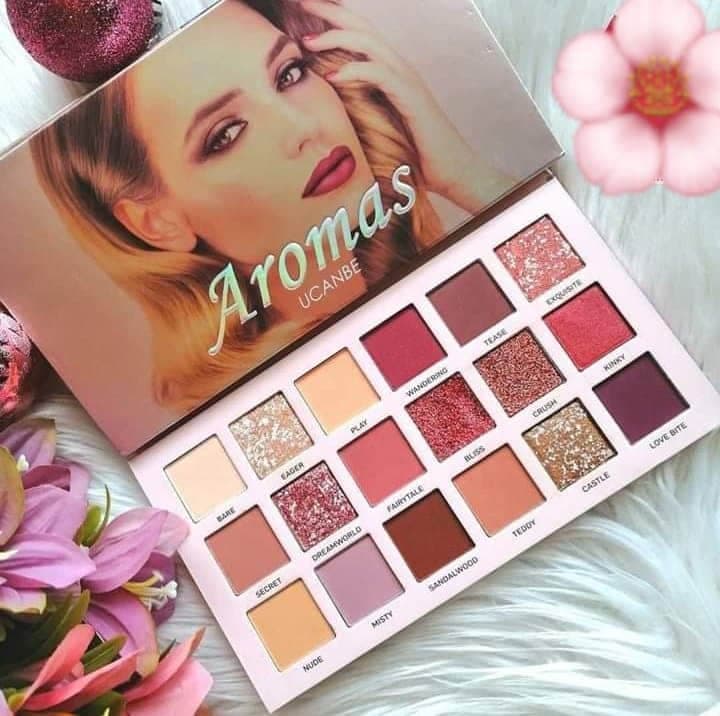 Aromas
UCANBE
BARE
EAGER
PLAY
WANDERING
TEASE
EXQUISITE
SECRET
DREAMWORLD
FAIRYTALE
BLISS
CRUSH
KINKY
NUDE
MISTY
SANDALWOOD
TEDDY
CASTLE
LOVE BITE